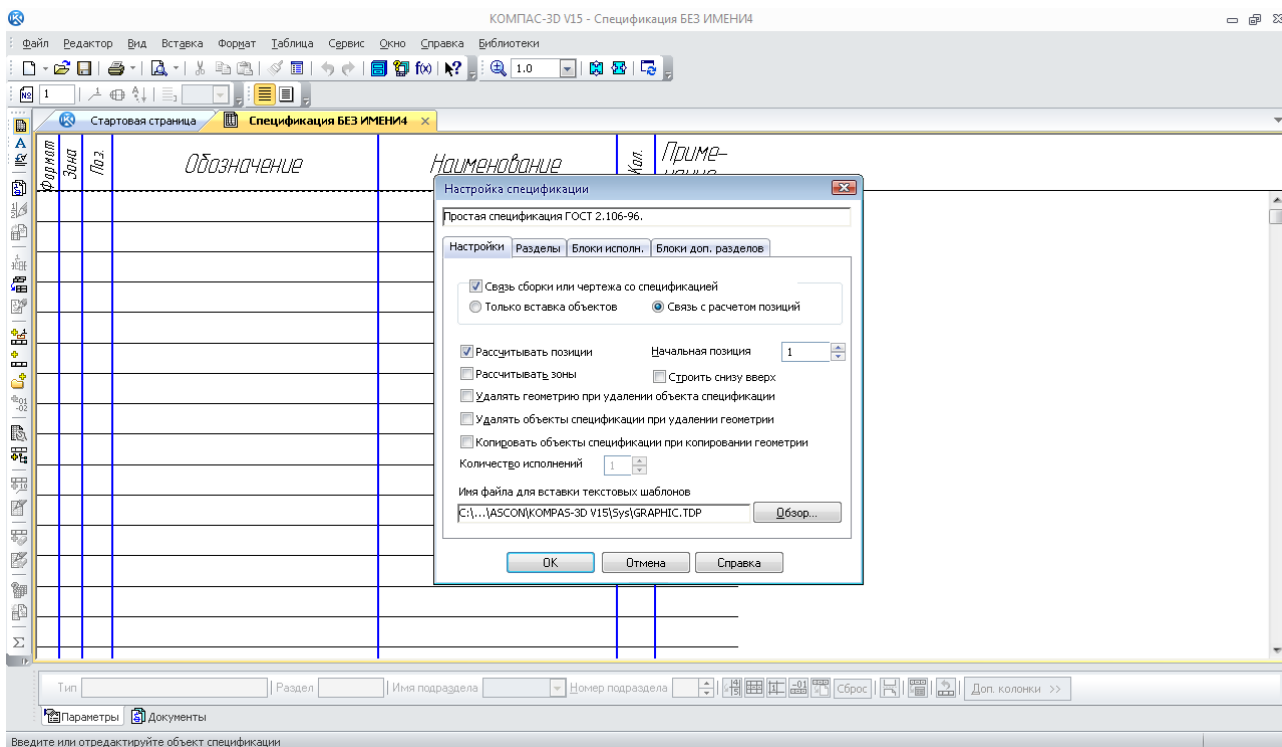 КОМПАС-3D V15 - Спецификация БЕЗ ИМЕНИ4
Файл Редактор Вид Вставка Формат Таблица Сервис Окно Справка Библиотеки
f(x) 1.0
1
Стартовая страница Спецификация БЕЗ ИМЕНИ4
Формат Зона Поз. Обозначение Наименование Кол. Приме-
чание
Настройка спецификации
Простая спецификация ГОСТ 2.106-96.
Настройки Разделы Блоки исполн. Блоки доп. разделов
Связь сборки или чертежа со спецификацией
Только вставка объектов Связь с расчетом позиций
Рассчитывать позиции Начальная позиция 1
Рассчитывать зоны Строить снизу вверх
Удалять геометрию при удалении объекта спецификации
Удалять объекты спецификации при удалении геометрии
Копировать объекты спецификации при копировании геометрии
Количество исполнений 1
Имя файла для вставки текстовых шаблонов
C:\...\ASCON\KOMPAS-3D V15\Sys\GRAPHIC.TDP Обзор...
OK Отмена Справка
Тип Раздел Имя подраздела Номер подраздела Сброс Доп. колонки >>
Параметры Документы
Введите или отредактируйте объект спецификации